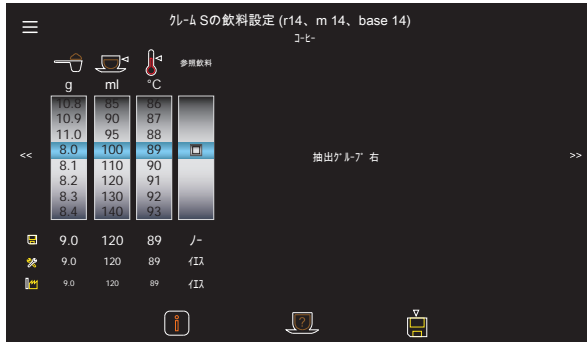 クレーム Sの飲料設定 (r14、m 14、base 14)
コーヒー
参照飲料
g ml °C
10.8 85 86
10.9 90 87
11.0 95 88
<< 8.0 100 89 抽出グループ 右 >>
8.1 110 90
8.2 120 91
8.3 130 92
8.4 140 93
9.0 120 89 ノー
9.0 120 89 イエス
9.0 120 89 イエス
i ?